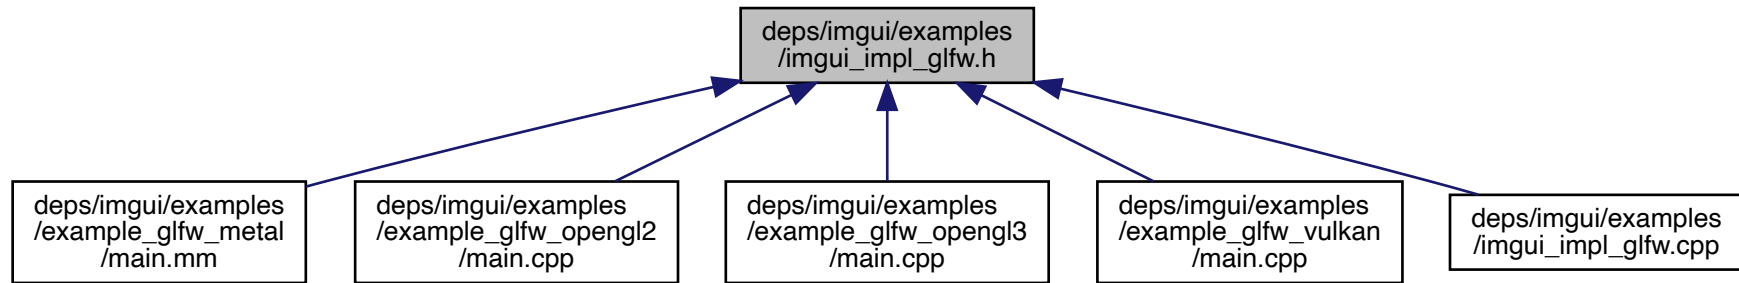 deps/imgui/examples
/imgui_impl_glfw.h
deps/imgui/examples
/example_glfw_metal
/main.mm
deps/imgui/examples
/example_glfw_opengl2
/main.cpp
deps/imgui/examples
/example_glfw_opengl3
/main.cpp
deps/imgui/examples
/example_glfw_vulkan
/main.cpp
deps/imgui/examples
/imgui_impl_glfw.cpp